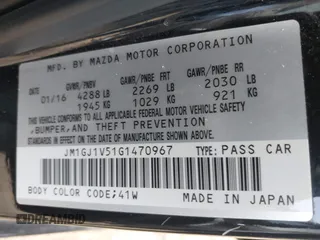 MFD. BY MAZDA MOTOR CORPORATION
GVWR/PNBV GAWR/PNBE FR GAWR/PNBE RR
01/16 4288 LB 2269 LB 2030 LB
1945 KG 1029 KG 921 KG
THIS VEHICLE CONFORMS TO ALL APPLICABLE
FEDERAL MOTOR VEHICLE SAFETY,
BUMPER, AND THEFT PREVENTION
STANDARDS IN EFFECT ON THE
DATE OF MANUFACTURE SHOWN ABOVE.
JM1GJ1V51G1470967 TYPE: PASS CAR
BODY COLOR CODE;41W MADE IN JAPAN
DREAMBID